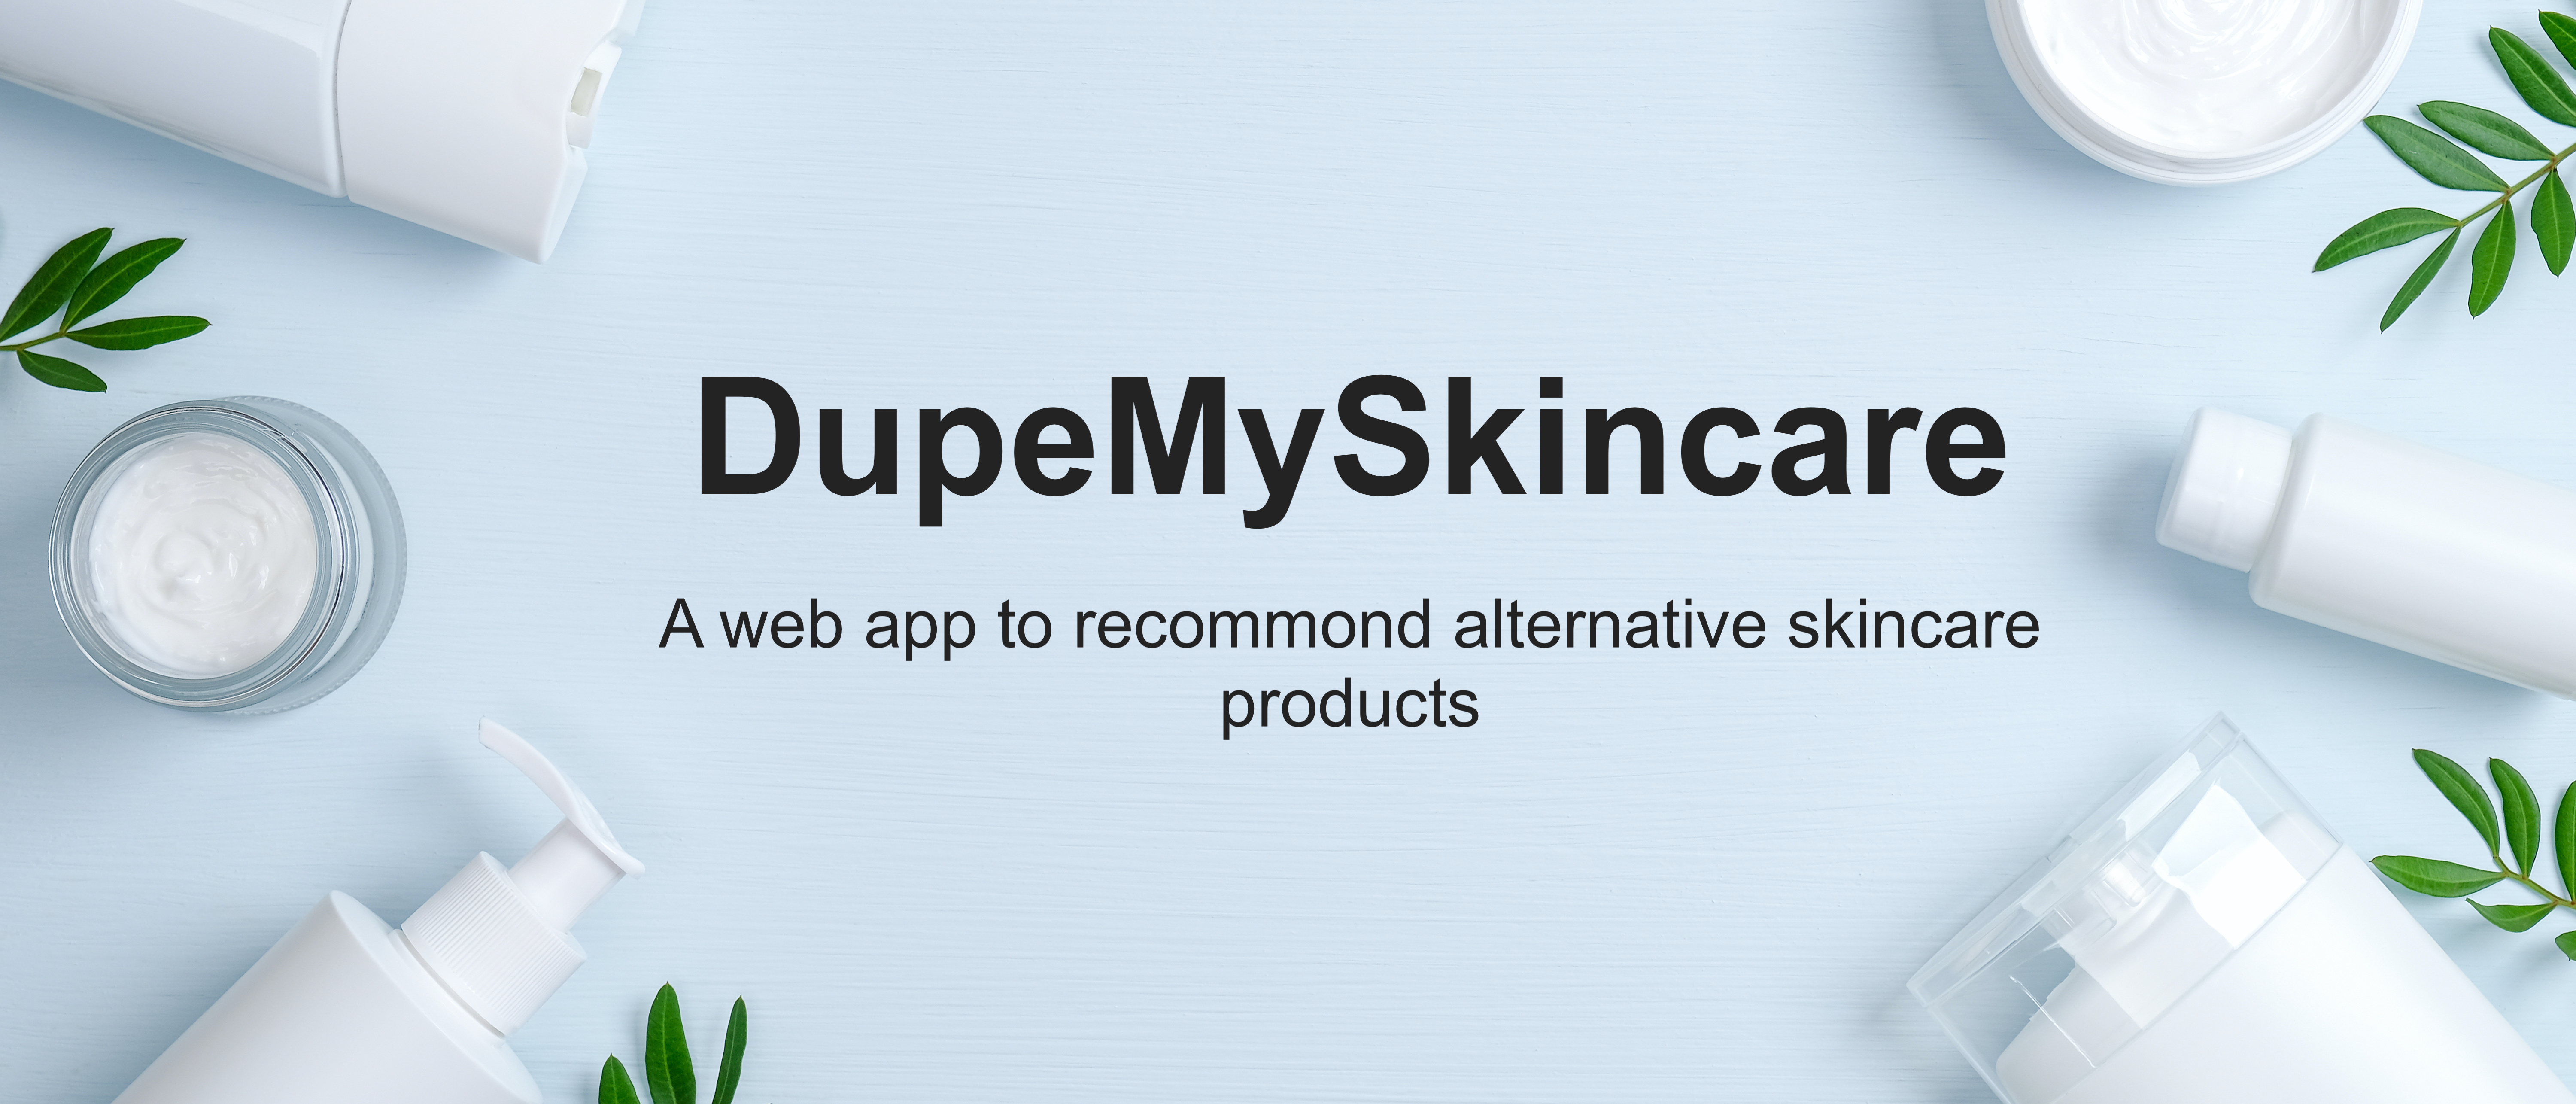 DupeMySkincare
A web app to recommond alternative skincare
products